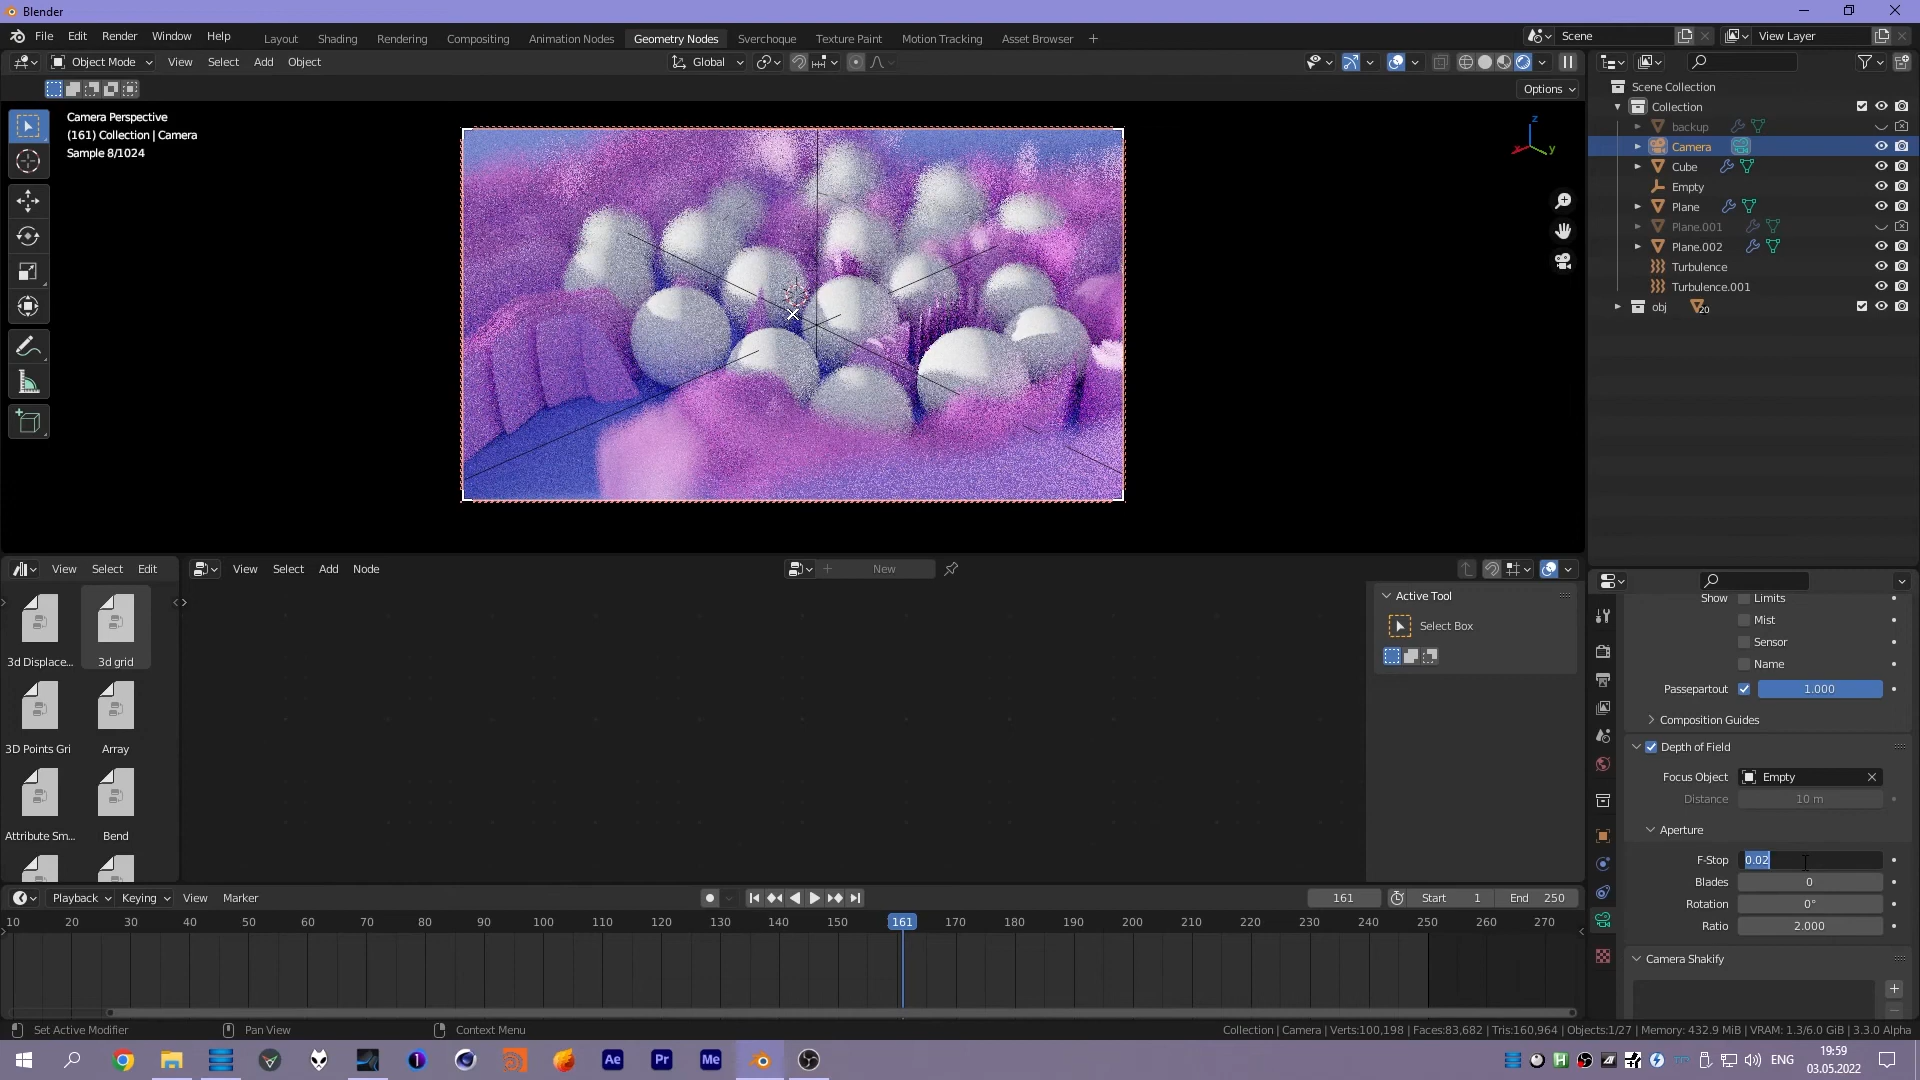 Blender
File Edit Render Window Help
Layout Shading Rendering Compositing Animation Nodes Geometry Nodes Sverchoque Texture Paint Motion Tracking Asset Browser
Scene
View Layer
Object Mode View Select Add Object
Global
Options
Camera Perspective
(161) Collection | Camera
Sample 8/1024
Z
Y
X
Scene Collection
Collection
backup
Camera
Cube
Empty
Plane
Plane.001
Plane.002
Turbulence
Turbulence.001
obj
20
View Select Edit
View Select Add Node
New
3d Displace...
3d grid
3D Points Gri
Array
Attribute Sm...
Bend
Active Tool
Select Box
Show
Limits
Mist
Sensor
Name
Passepartout 1.000
Composition Guides
Depth of Field
Focus Object Empty
Distance 10 m
Aperture
F-Stop 0.02
Blades 0
Rotation 0°
Ratio 2.000
Camera Shakify
Playback Keying View Marker
161 Start 1 End 250
10 20 30 40 50 60 70 80 90 100 110 120 130 140 150 161 170 180 190 200 210 220 230 240 250 260 270
Set Active Modifier
Pan View
Context Menu
Collection | Camera | Verts:100,198 | Faces:83,682 | Tris:160,964 | Objects:1/27 | Memory: 432.9 MiB | VRAM: 1.3/6.0 GiB | 3.3.0 Alpha
Ae
Pr
Me
ENG
19:59
03.05.2022